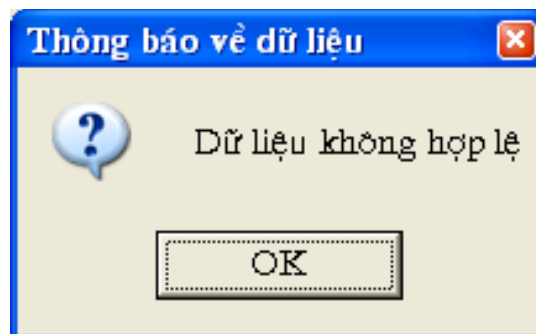 Thông báo về dữ liệu
Dữ liệu không hợp lệ
OK